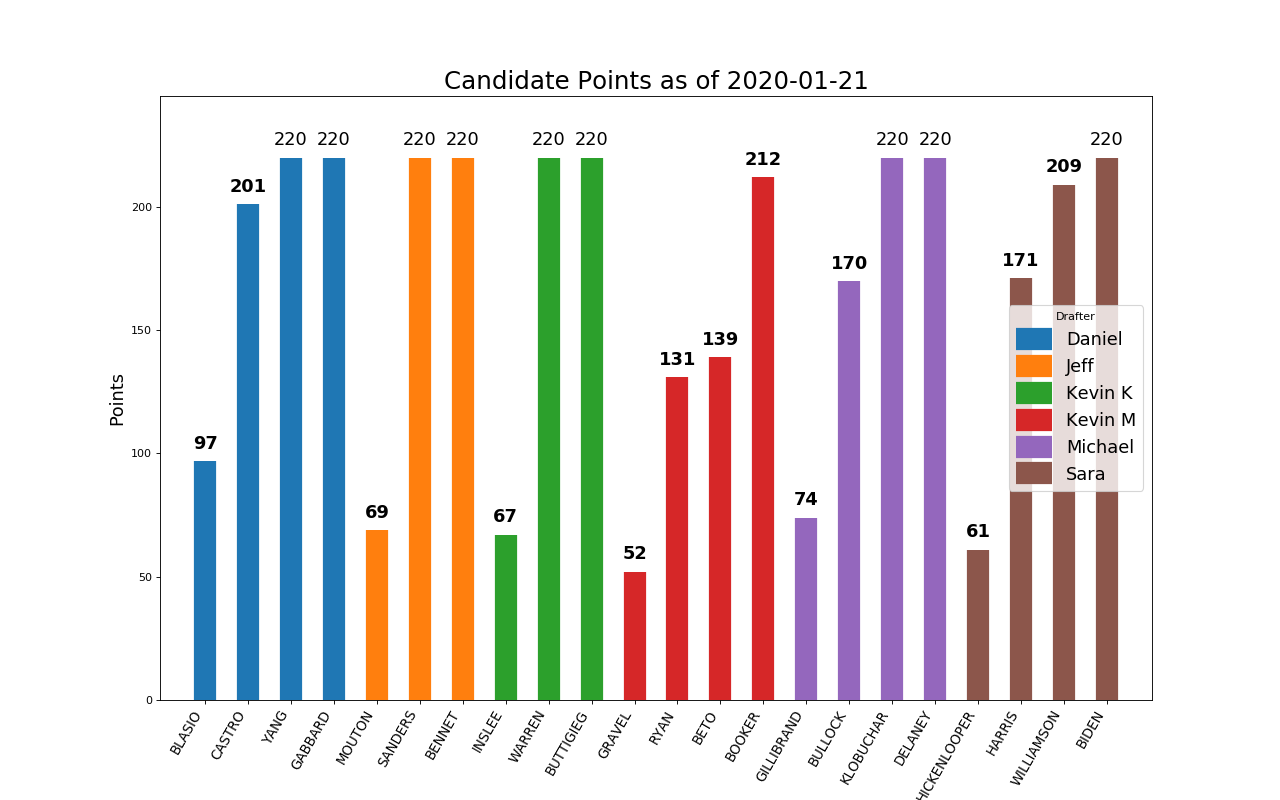 Candidate Points as of 2020-01-21
Points
200
150
100
50
0
97
201
220
220
69
220
220
67
220
220
52
131
139
212
74
170
220
220
61
171
209
220
Drafter
Daniel
Jeff
Kevin K
Kevin M
Michael
Sara
BLASIO
CASTRO
YANG
GABBARD
MOUTON
SANDERS
BENNET
INSLEE
WARREN
BUTTIGIEG
GRAVEL
RYAN
BETO
BOOKER
GILLIBRAND
BULLOCK
KLOBUCHAR
DELANEY
HICKENLOOPER
HARRIS
WILLIAMSON
BIDEN